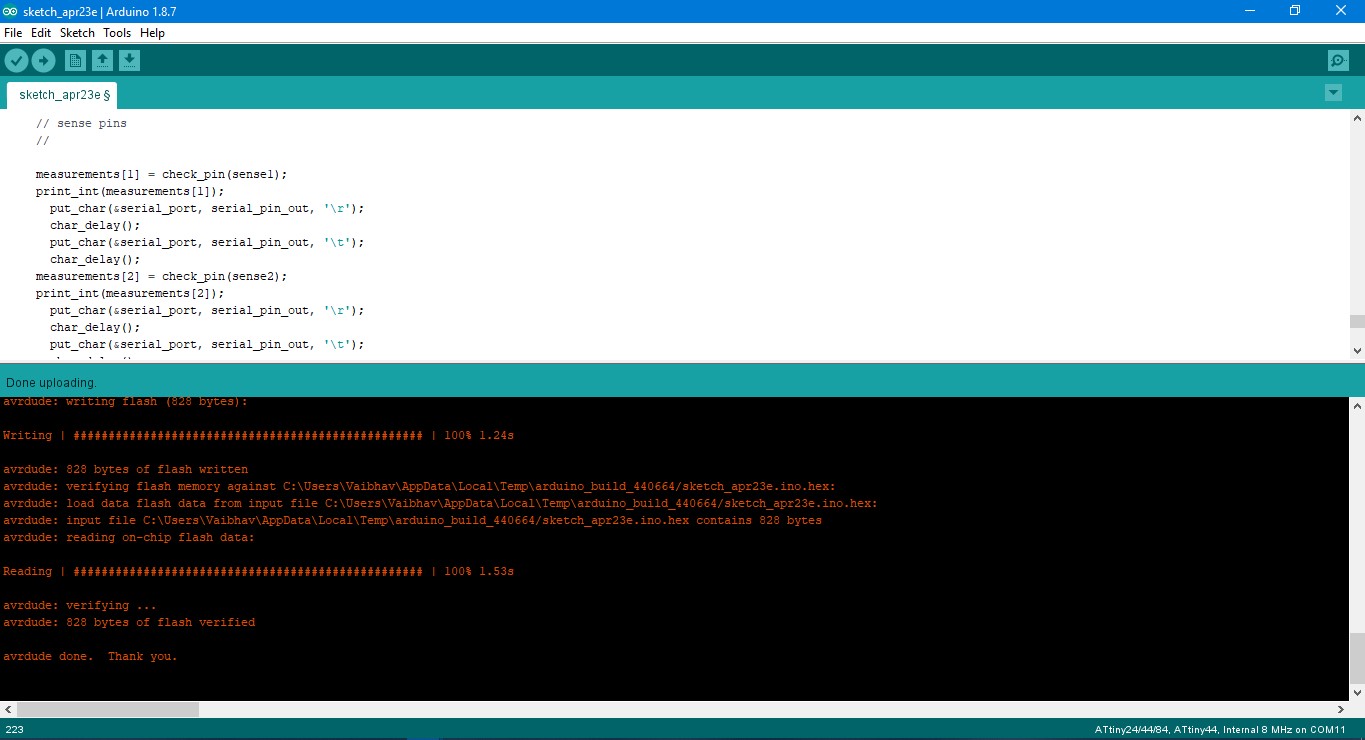 sketch_apr23e | Arduino 1.8.7
File Edit Sketch Tools Help
sketch_apr23e §
// sense pins
//
measurements[1] = check_pin(sense1);
print_int(measurements[1]);
put_char(&serial_port, serial_pin_out, '\r');
char_delay();
put_char(&serial_port, serial_pin_out, '\t');
char_delay();
measurements[2] = check_pin(sense2);
print_int(measurements[2]);
put_char(&serial_port, serial_pin_out, '\r');
char_delay();
put_char(&serial_port, serial_pin_out, '\t');
Done uploading.
avrdude: writing flash (828 bytes):
Writing | ################################################## | 100% 1.24s
avrdude: 828 bytes of flash written
avrdude: verifying flash memory against C:\Users\Vaibhav\AppData\Local\Temp\arduino_build_440664/sketch_apr23e.ino.hex:
avrdude: load data flash data from input file C:\Users\Vaibhav\AppData\Local\Temp\arduino_build_440664/sketch_apr23e.ino.hex:
avrdude: input file C:\Users\Vaibhav\AppData\Local\Temp\arduino_build_440664/sketch_apr23e.ino.hex contains 828 bytes
avrdude: reading on-chip flash data:
Reading | ################################################## | 100% 1.53s
avrdude: verifying ...
avrdude: 828 bytes of flash verified
avrdude done.  Thank you.
223
ATtiny24/44/84, ATtiny44, Internal 8 MHz on COM11